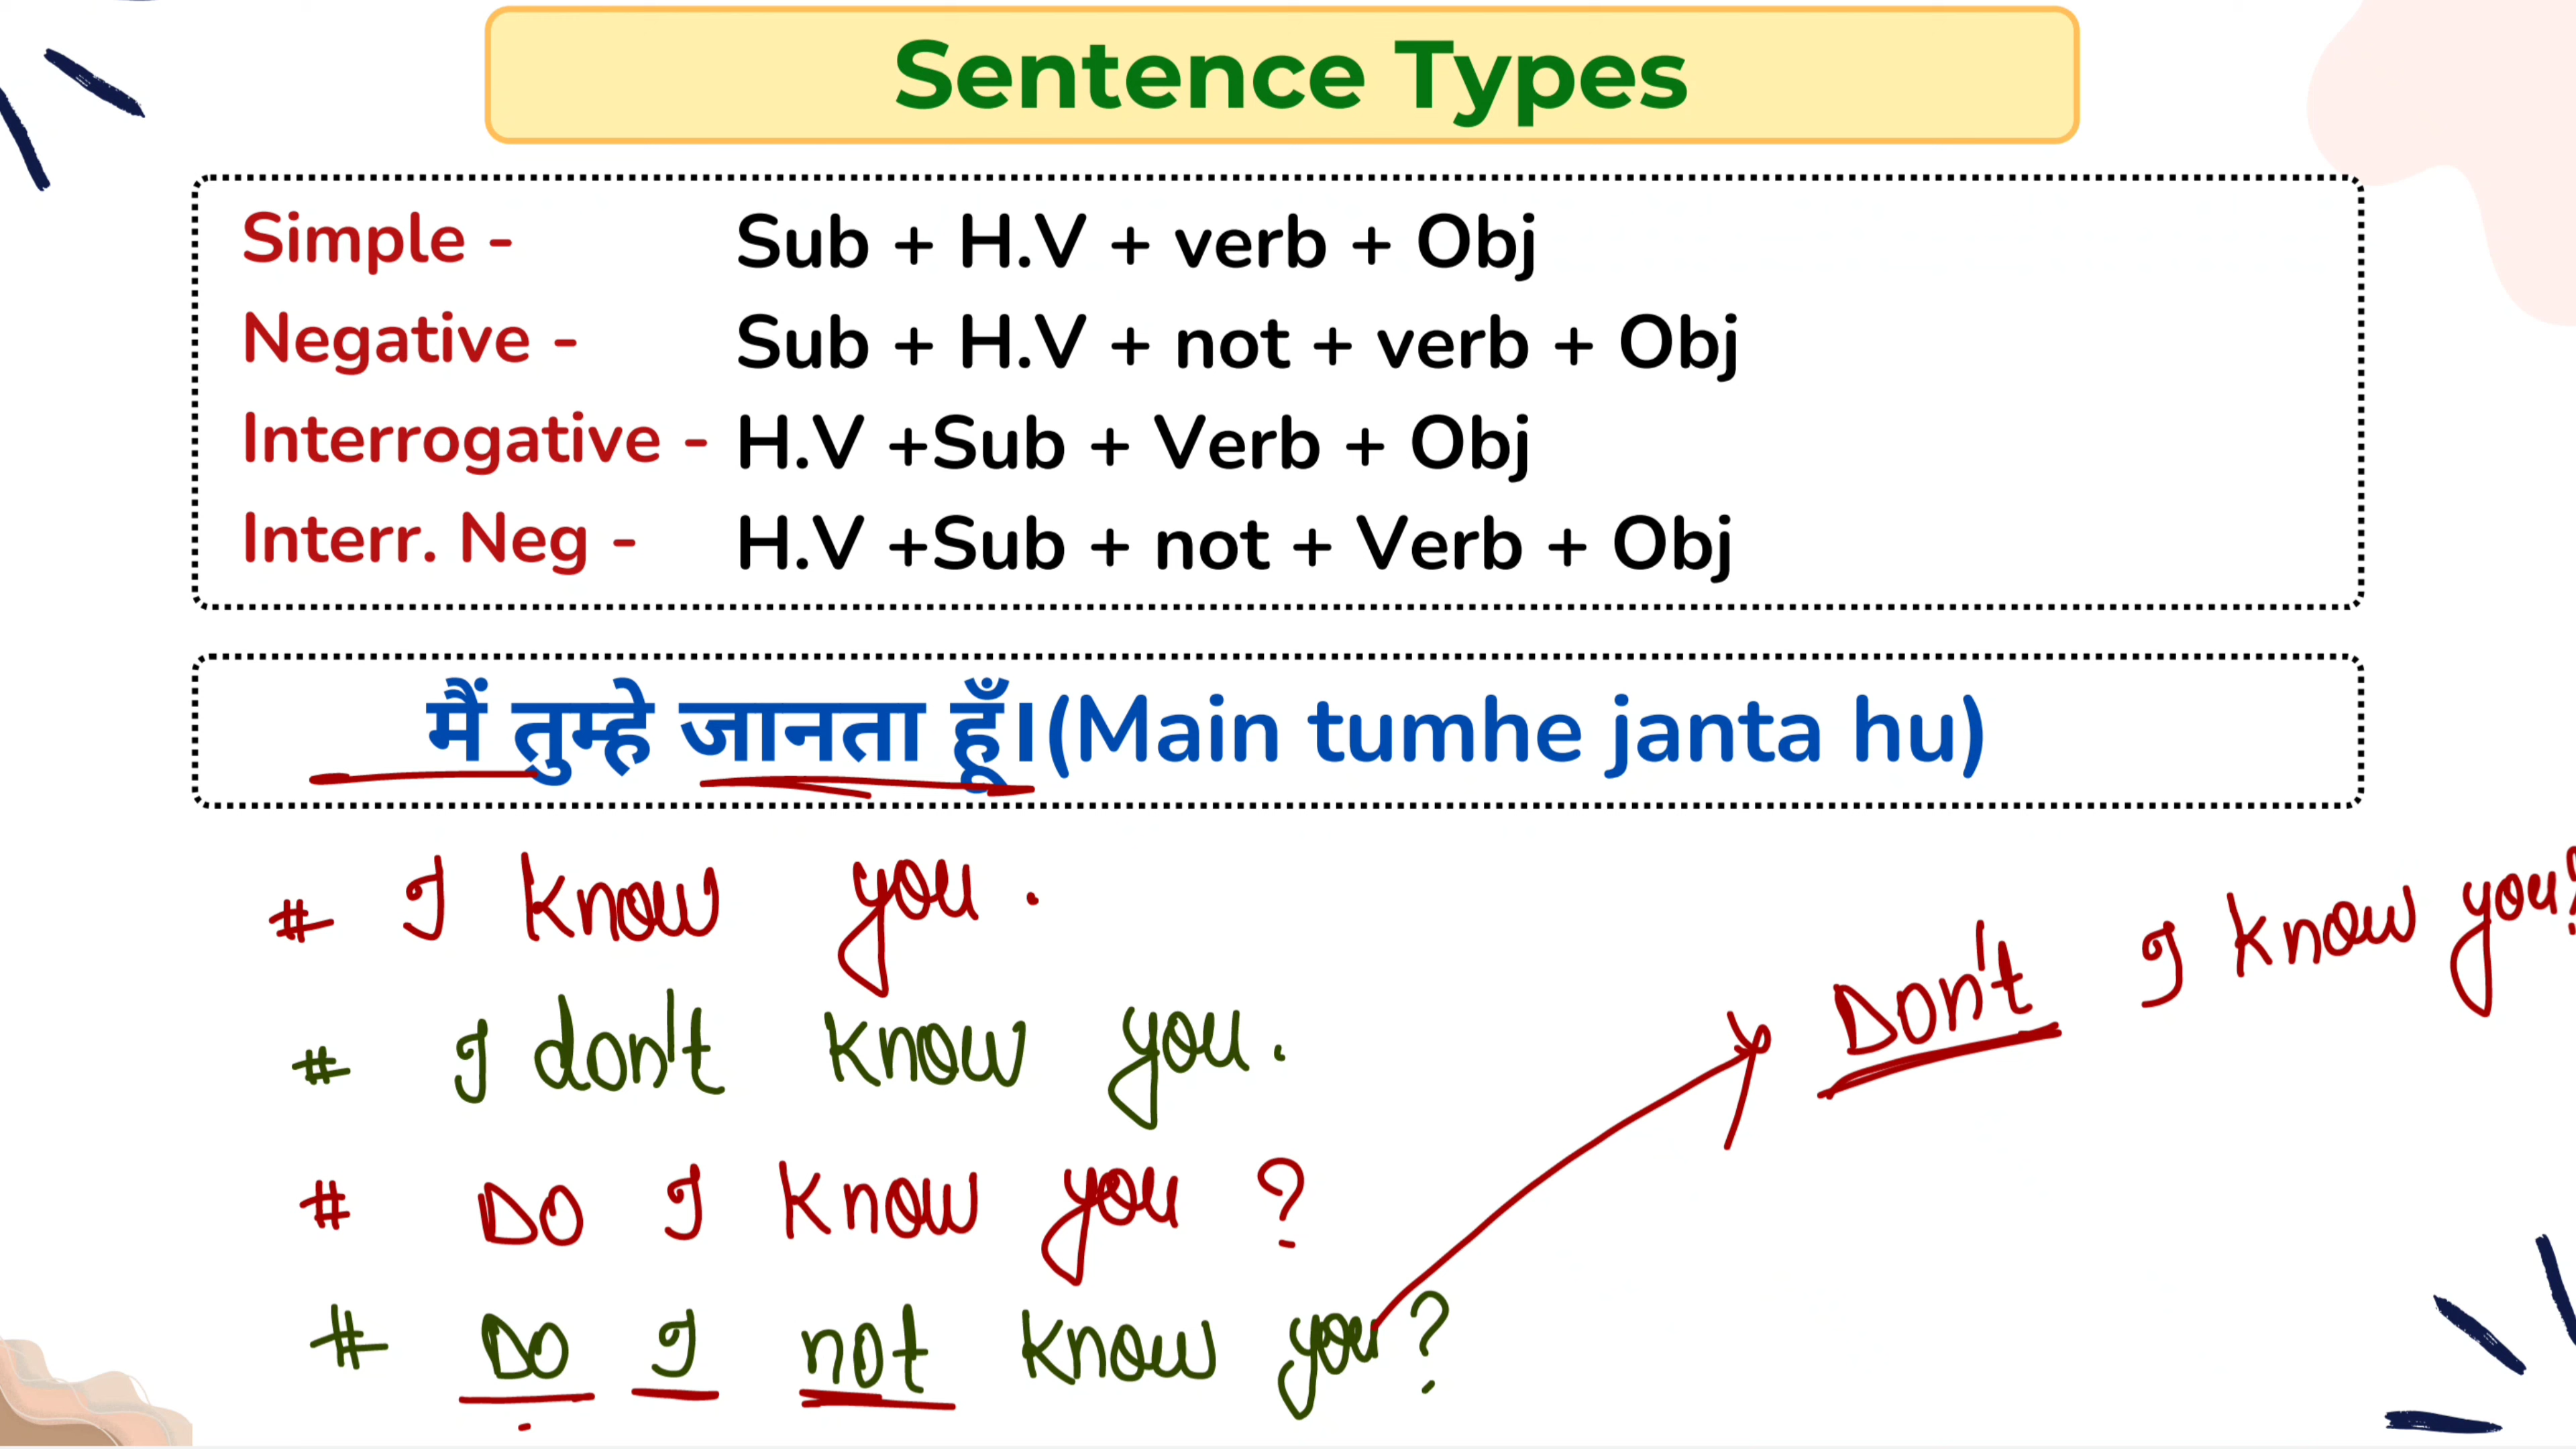 Sentence Types
Simple - Sub + H.V + verb + Obj
Negative - Sub + H.V + not + verb + Obj
Interrogative - H.V +Sub + Verb + Obj
Interr. Neg - H.V +Sub + not + Verb + Obj
मैं तुम्हे जानता हूँ।(Main tumhe janta hu)
# I know you.
# I don't know you.
# Do I know you?
# Do I not know you?
Don't I know you?